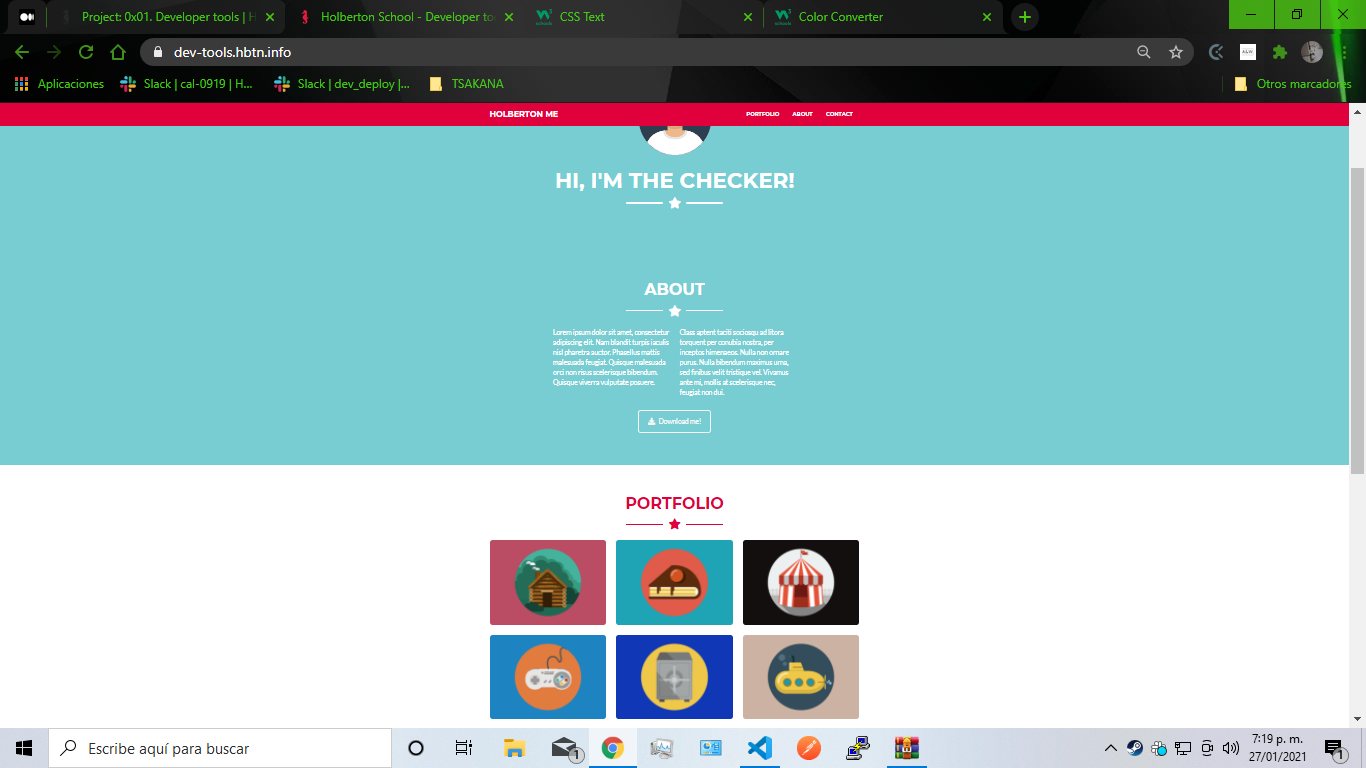 Project: 0x01. Developer tools | H
Holberton School - Developer too
CSS Text
Color Converter
dev-tools.hbtn.info
Aplicaciones
Slack | cal-0919 | H...
Slack | dev_deploy |...
TSAKANA
Otros marcadores
HOLBERTON ME
PORTFOLIO ABOUT CONTACT
HI, I'M THE CHECKER!
ABOUT
Lorem ipsum dolor sit amet, consectetur
adipiscing elit. Nam blandit turpis iaculis
nisl pharetra auctor. Phasellus mattis
malesuada feugiat. Quisque malesuada
orci non risus scelerisque bibendum.
Quisque viverra vulputate posuere.
Class aptent taciti sociosqu ad litora
torquent per conubia nostra, per
inceptos himenaeos. Nulla non ornare
purus. Nulla bibendum maximus urna,
sed finibus velit tristique vel. Vivamus
ante mi, mollis at scelerisque nec,
feugiat non dui.
Download me!
PORTFOLIO
Escribe aquí para buscar
1
7:19 p. m.
27/01/2021
1